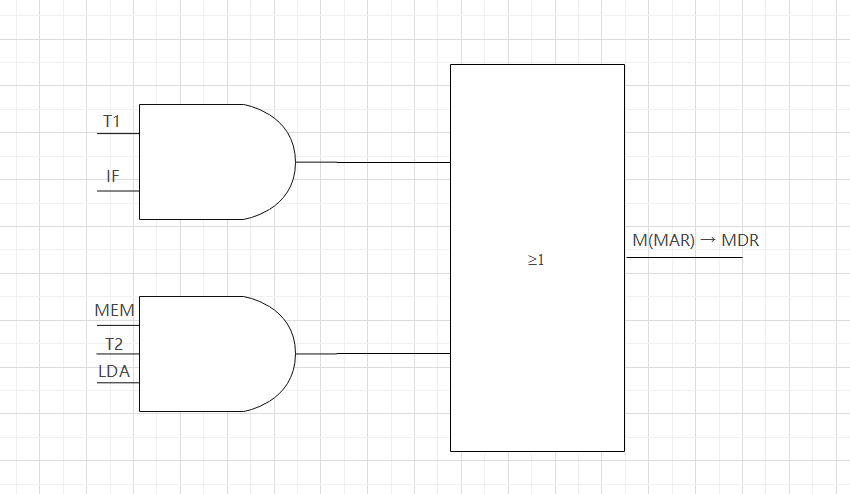 T1
IF
MEM
T2
LDA
≥1
M(MAR) → MDR